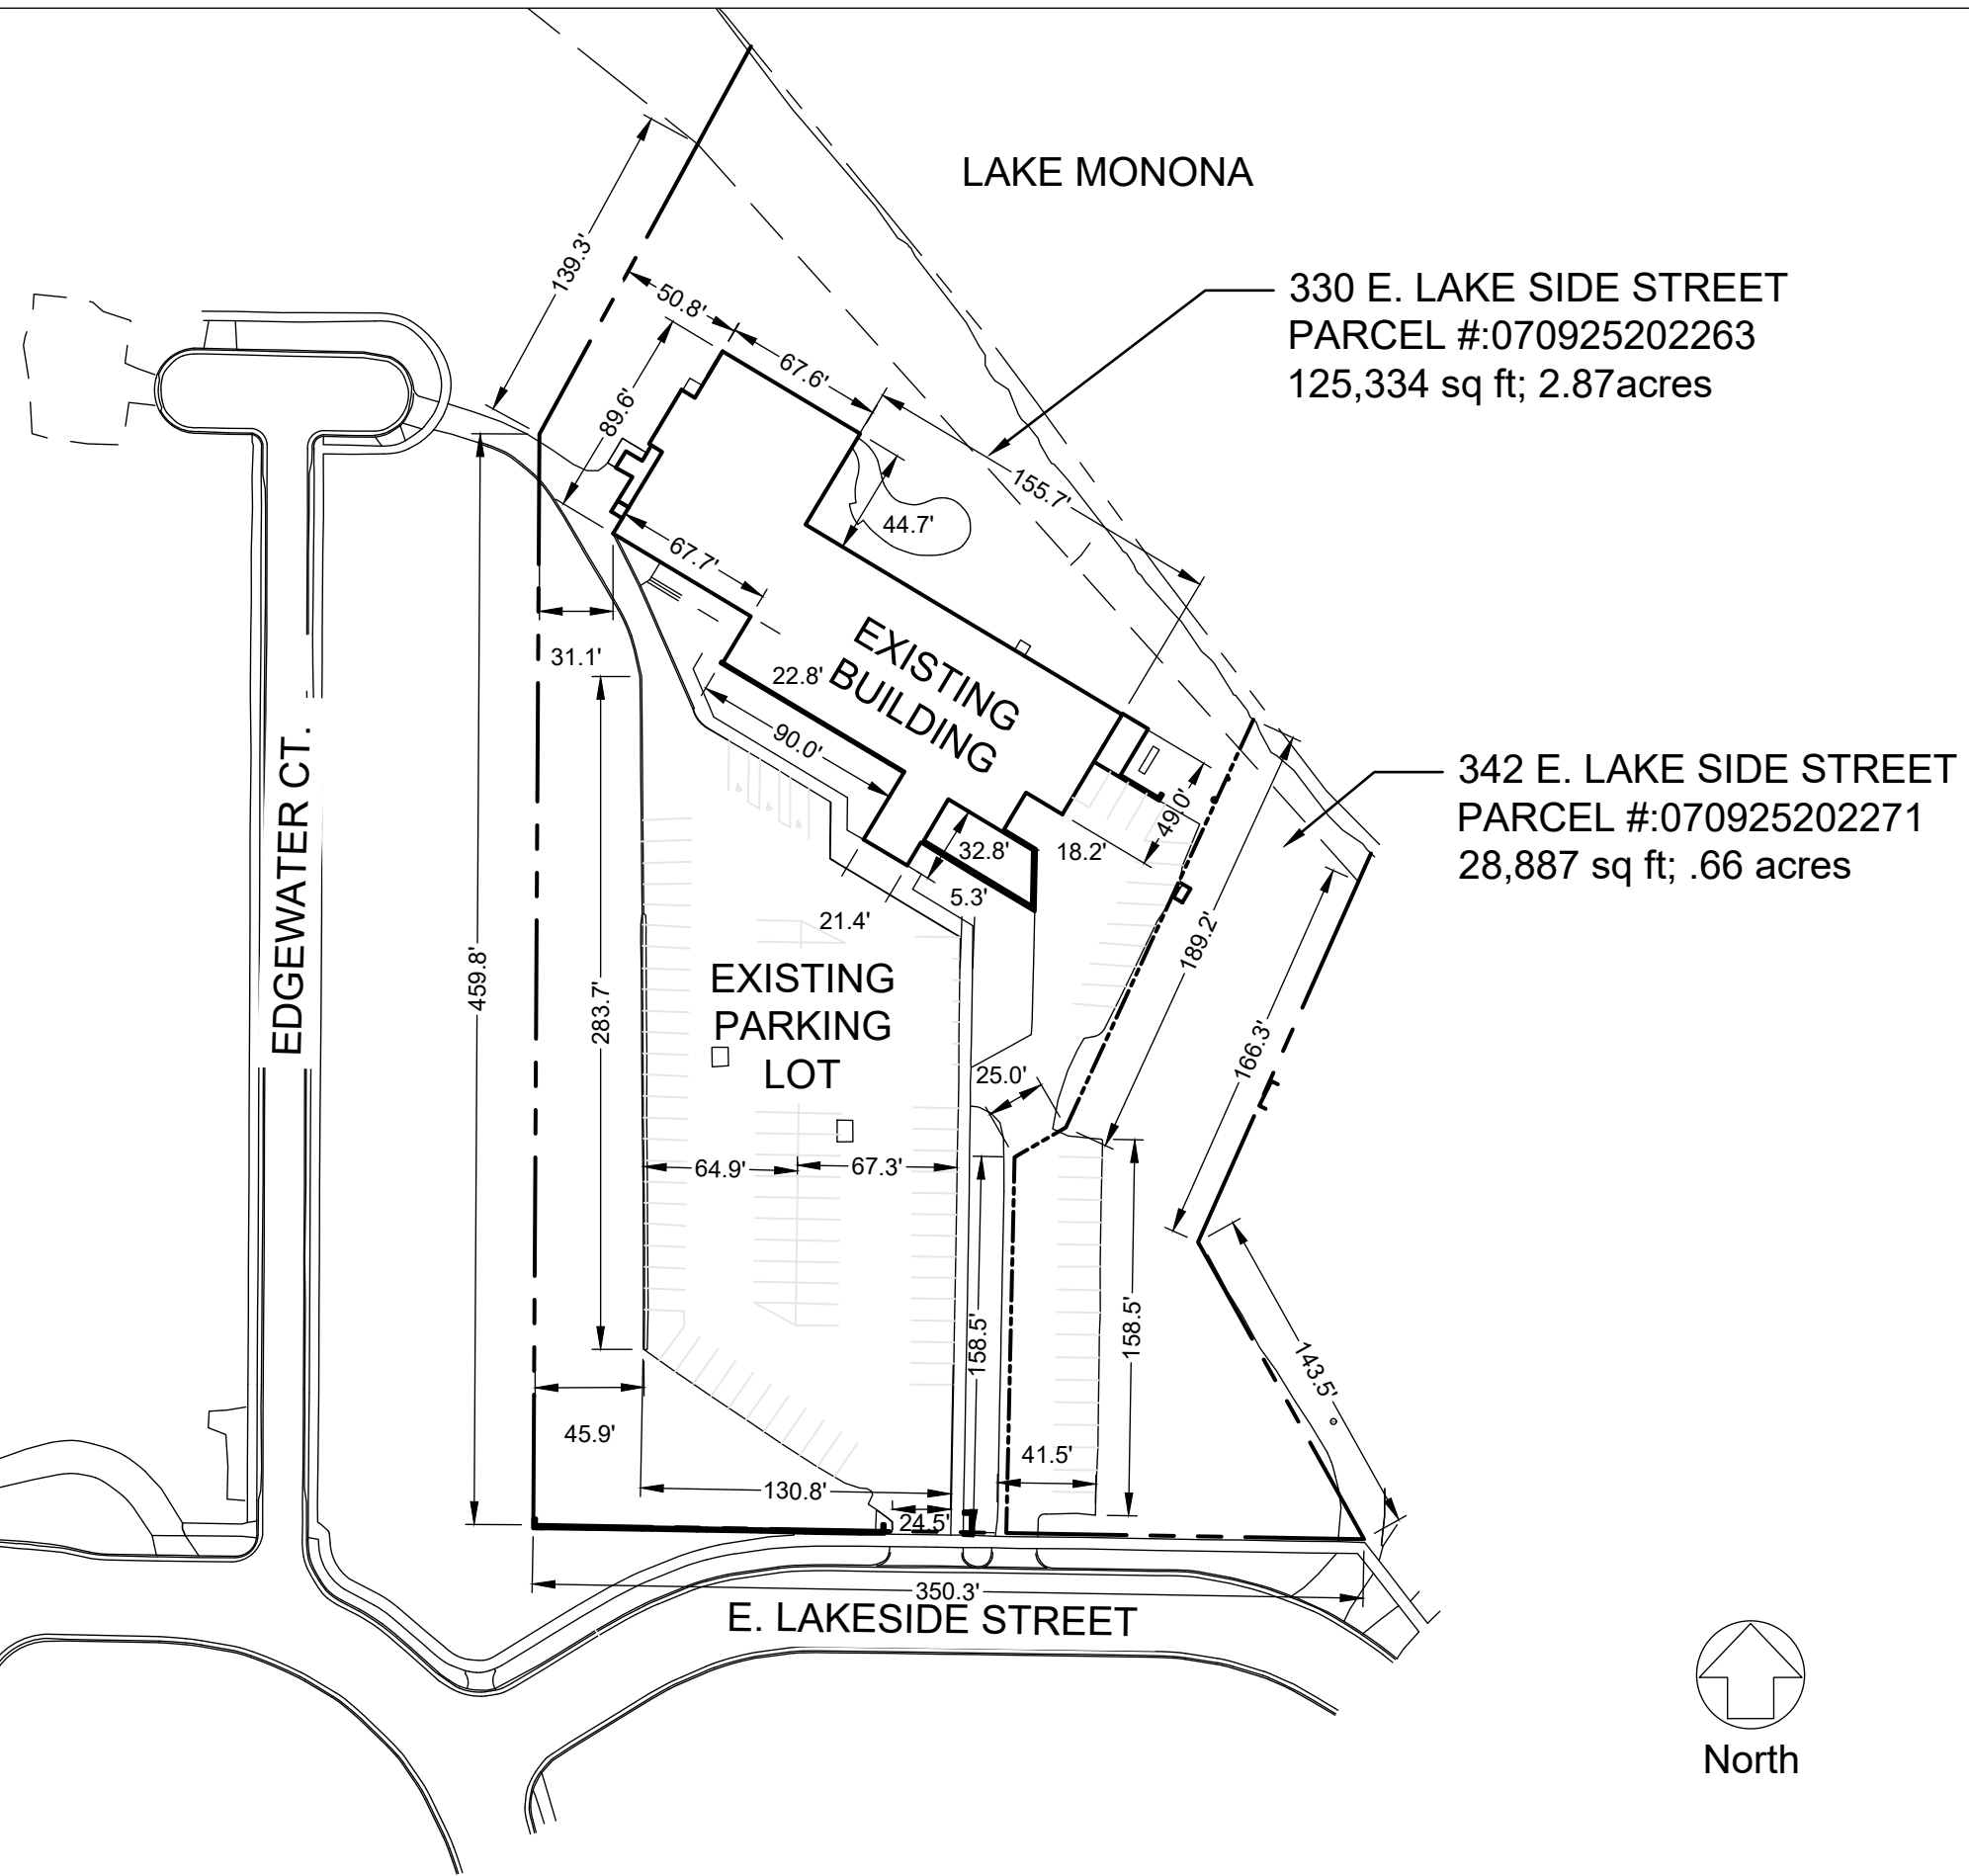 LAKE MONONA
330 E. LAKE SIDE STREET
PARCEL #:070925202263
125,334 sq ft; 2.87acres
139.3'
50.8'
67.6'
89.6'
155.7'
44.7'
67.7'
31.1'
22.8'
EXISTING
BUILDING
90.0'
EDGEWATER CT.
342 E. LAKE SIDE STREET
PARCEL #:070925202271
28,887 sq ft; .66 acres
49.0'
32.8'
18.2'
5.3'
21.4'
189.2'
459.8'
283.7'
EXISTING
PARKING
LOT
166.3'
25.0'
64.9'
67.3'
158.5'
158.5'
143.5'
45.9'
41.5'
130.8'
24.5'
350.3'
E. LAKESIDE STREET
North